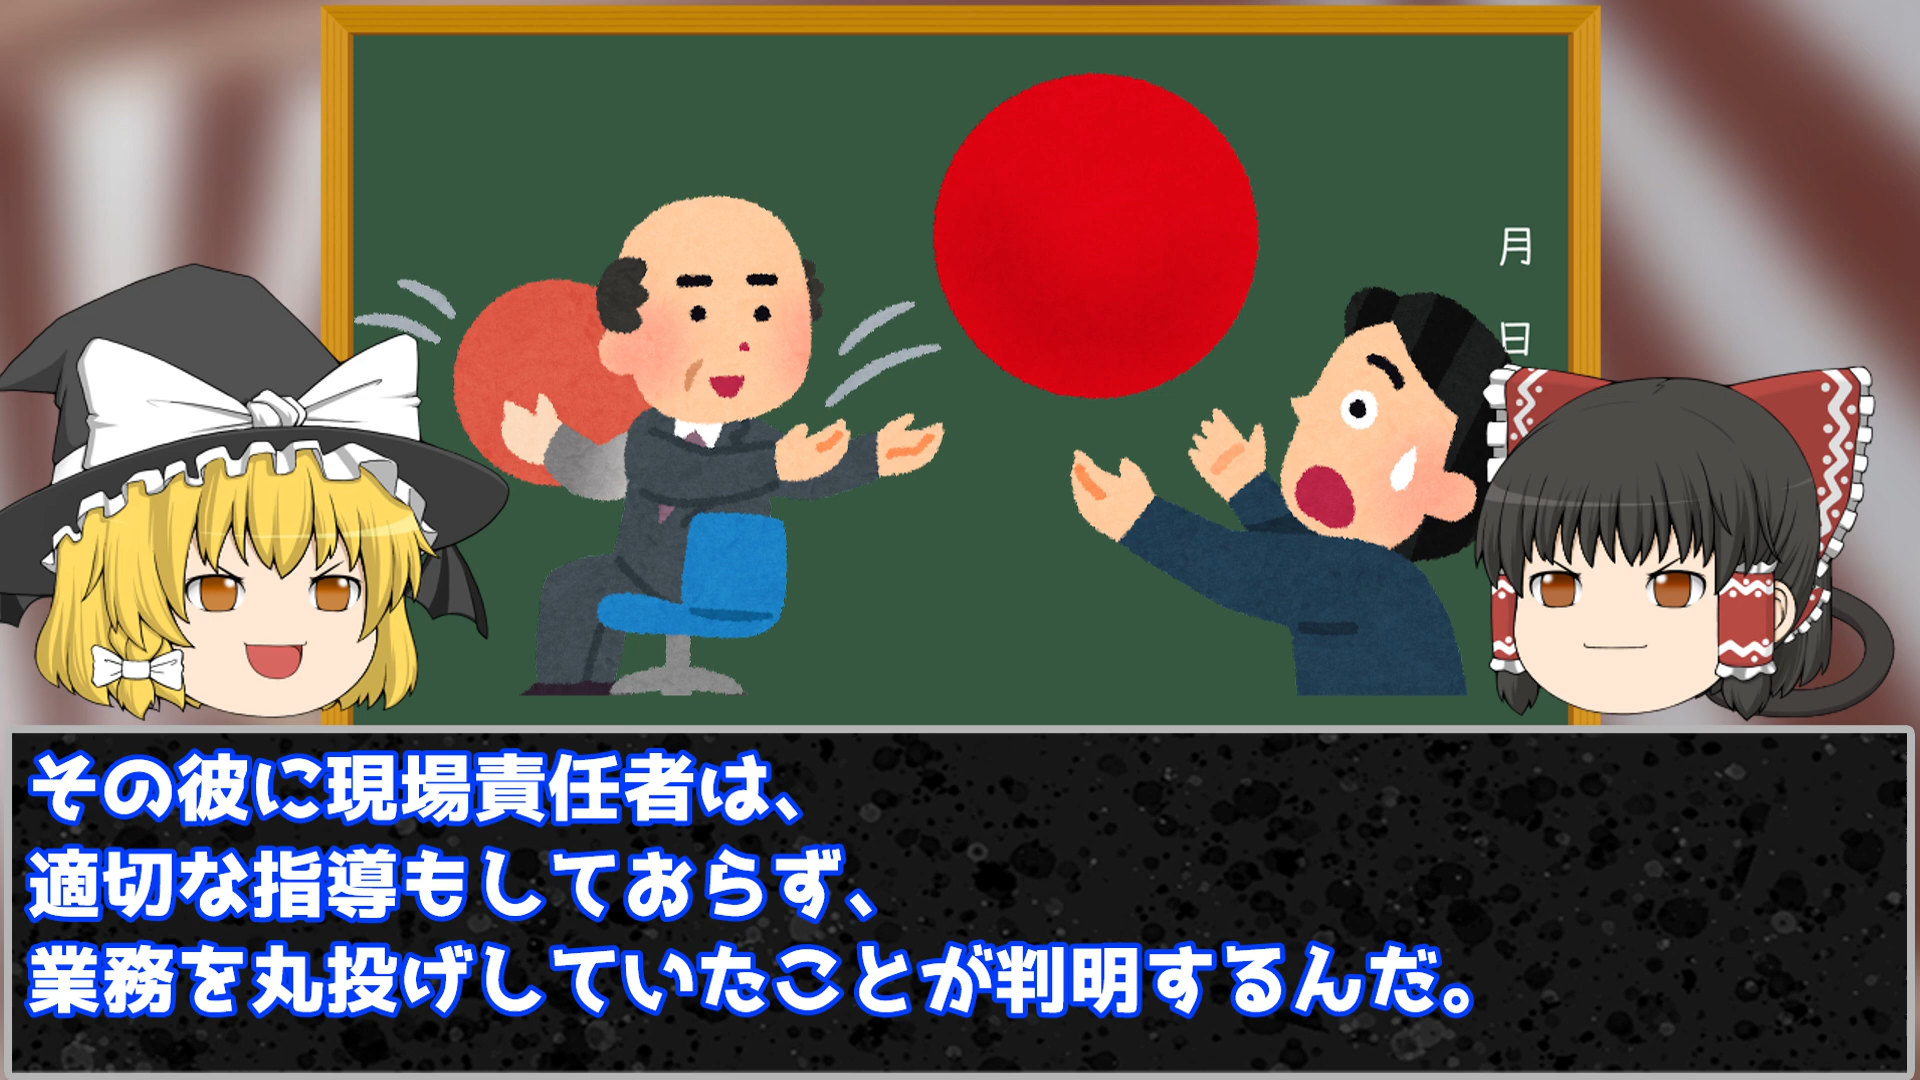 月
日
その彼に現場責任者は、
適切な指導もしておらず、
業務を丸投げしていたことが判明するんだ。